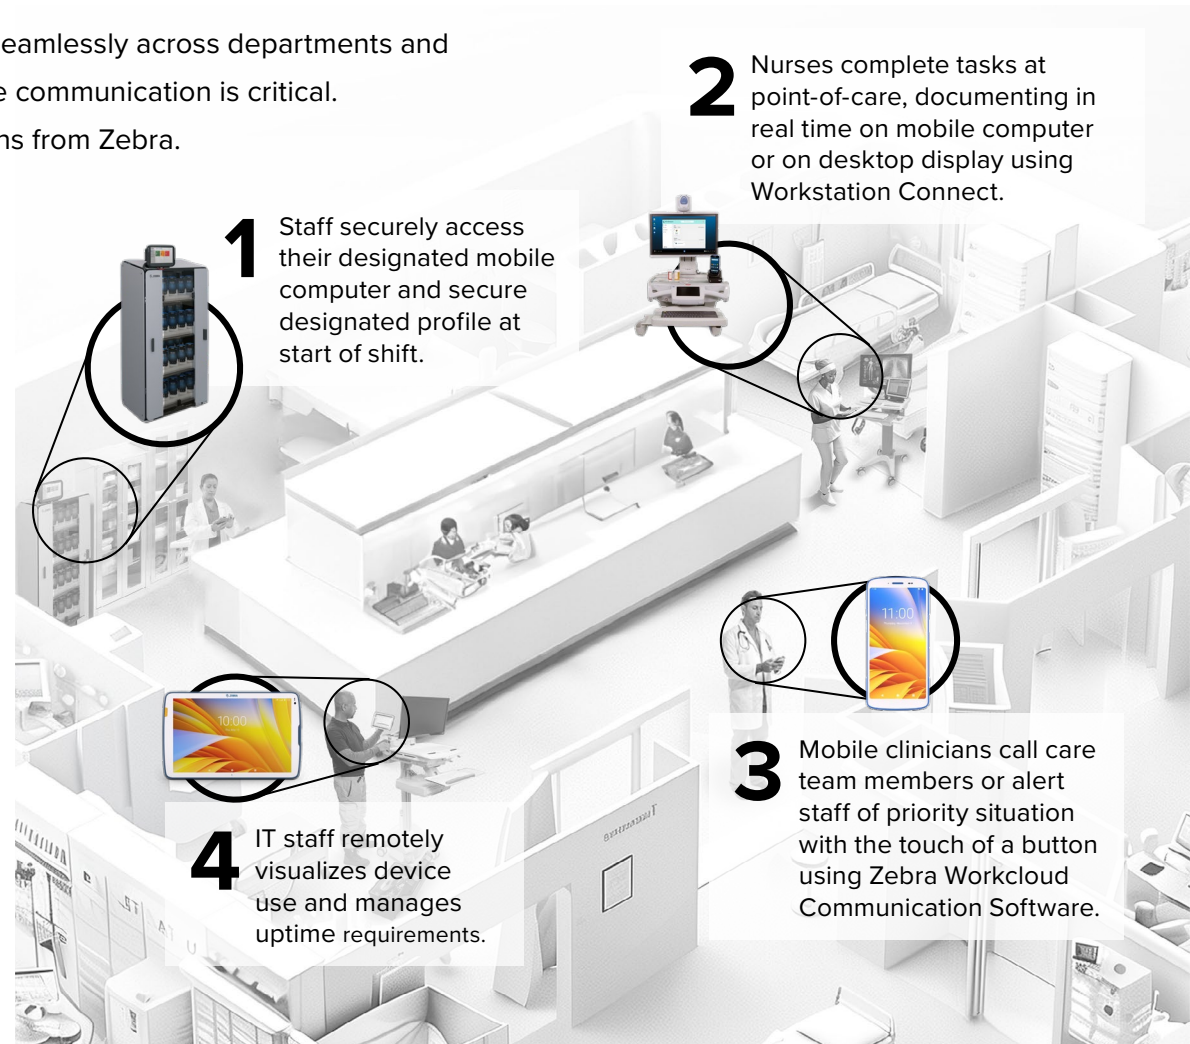 eamlessly across departments and
communication is critical.
ns from Zebra.
2
Nurses complete tasks at
point-of-care, documenting in
real time on mobile computer
or on desktop display using
Workstation Connect.
1
Staff securely access
their designated mobile
computer and secure
designated profile at
start of shift.
11:00
3
Mobile clinicians call care
team members or alert
staff of priority situation
with the touch of a button
using Zebra Workcloud
Communication Software.
10:00
4
IT staff remotely
visualizes device
use and manages
uptime requirements.